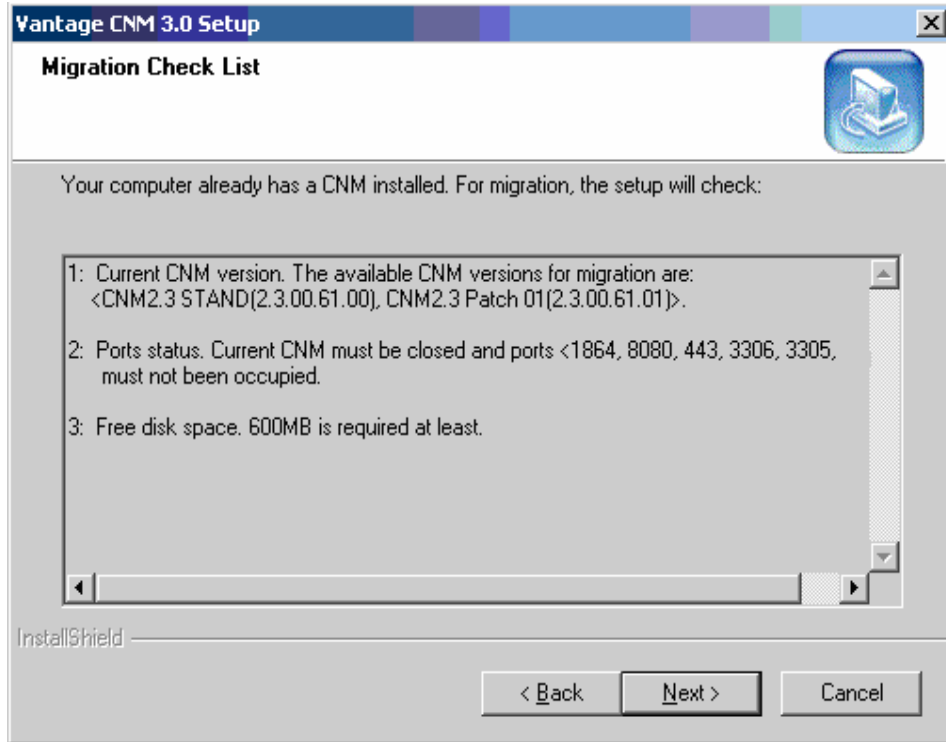 Vantage CNM 3.0 Setup
Migration Check List
Your computer already has a CNM installed. For migration, the setup will check:
1: Current CNM version. The available CNM versions for migration are:
<CNM2.3 STAND(2.3.00.61.00), CNM2.3 Patch 01(2.3.00.61.01)>.
2: Ports status. Current CNM must be closed and ports <1864, 8080, 443, 3306, 3305,
must not been occupied.
3: Free disk space. 600MB is required at least.
InstallShield
< Back Next > Cancel